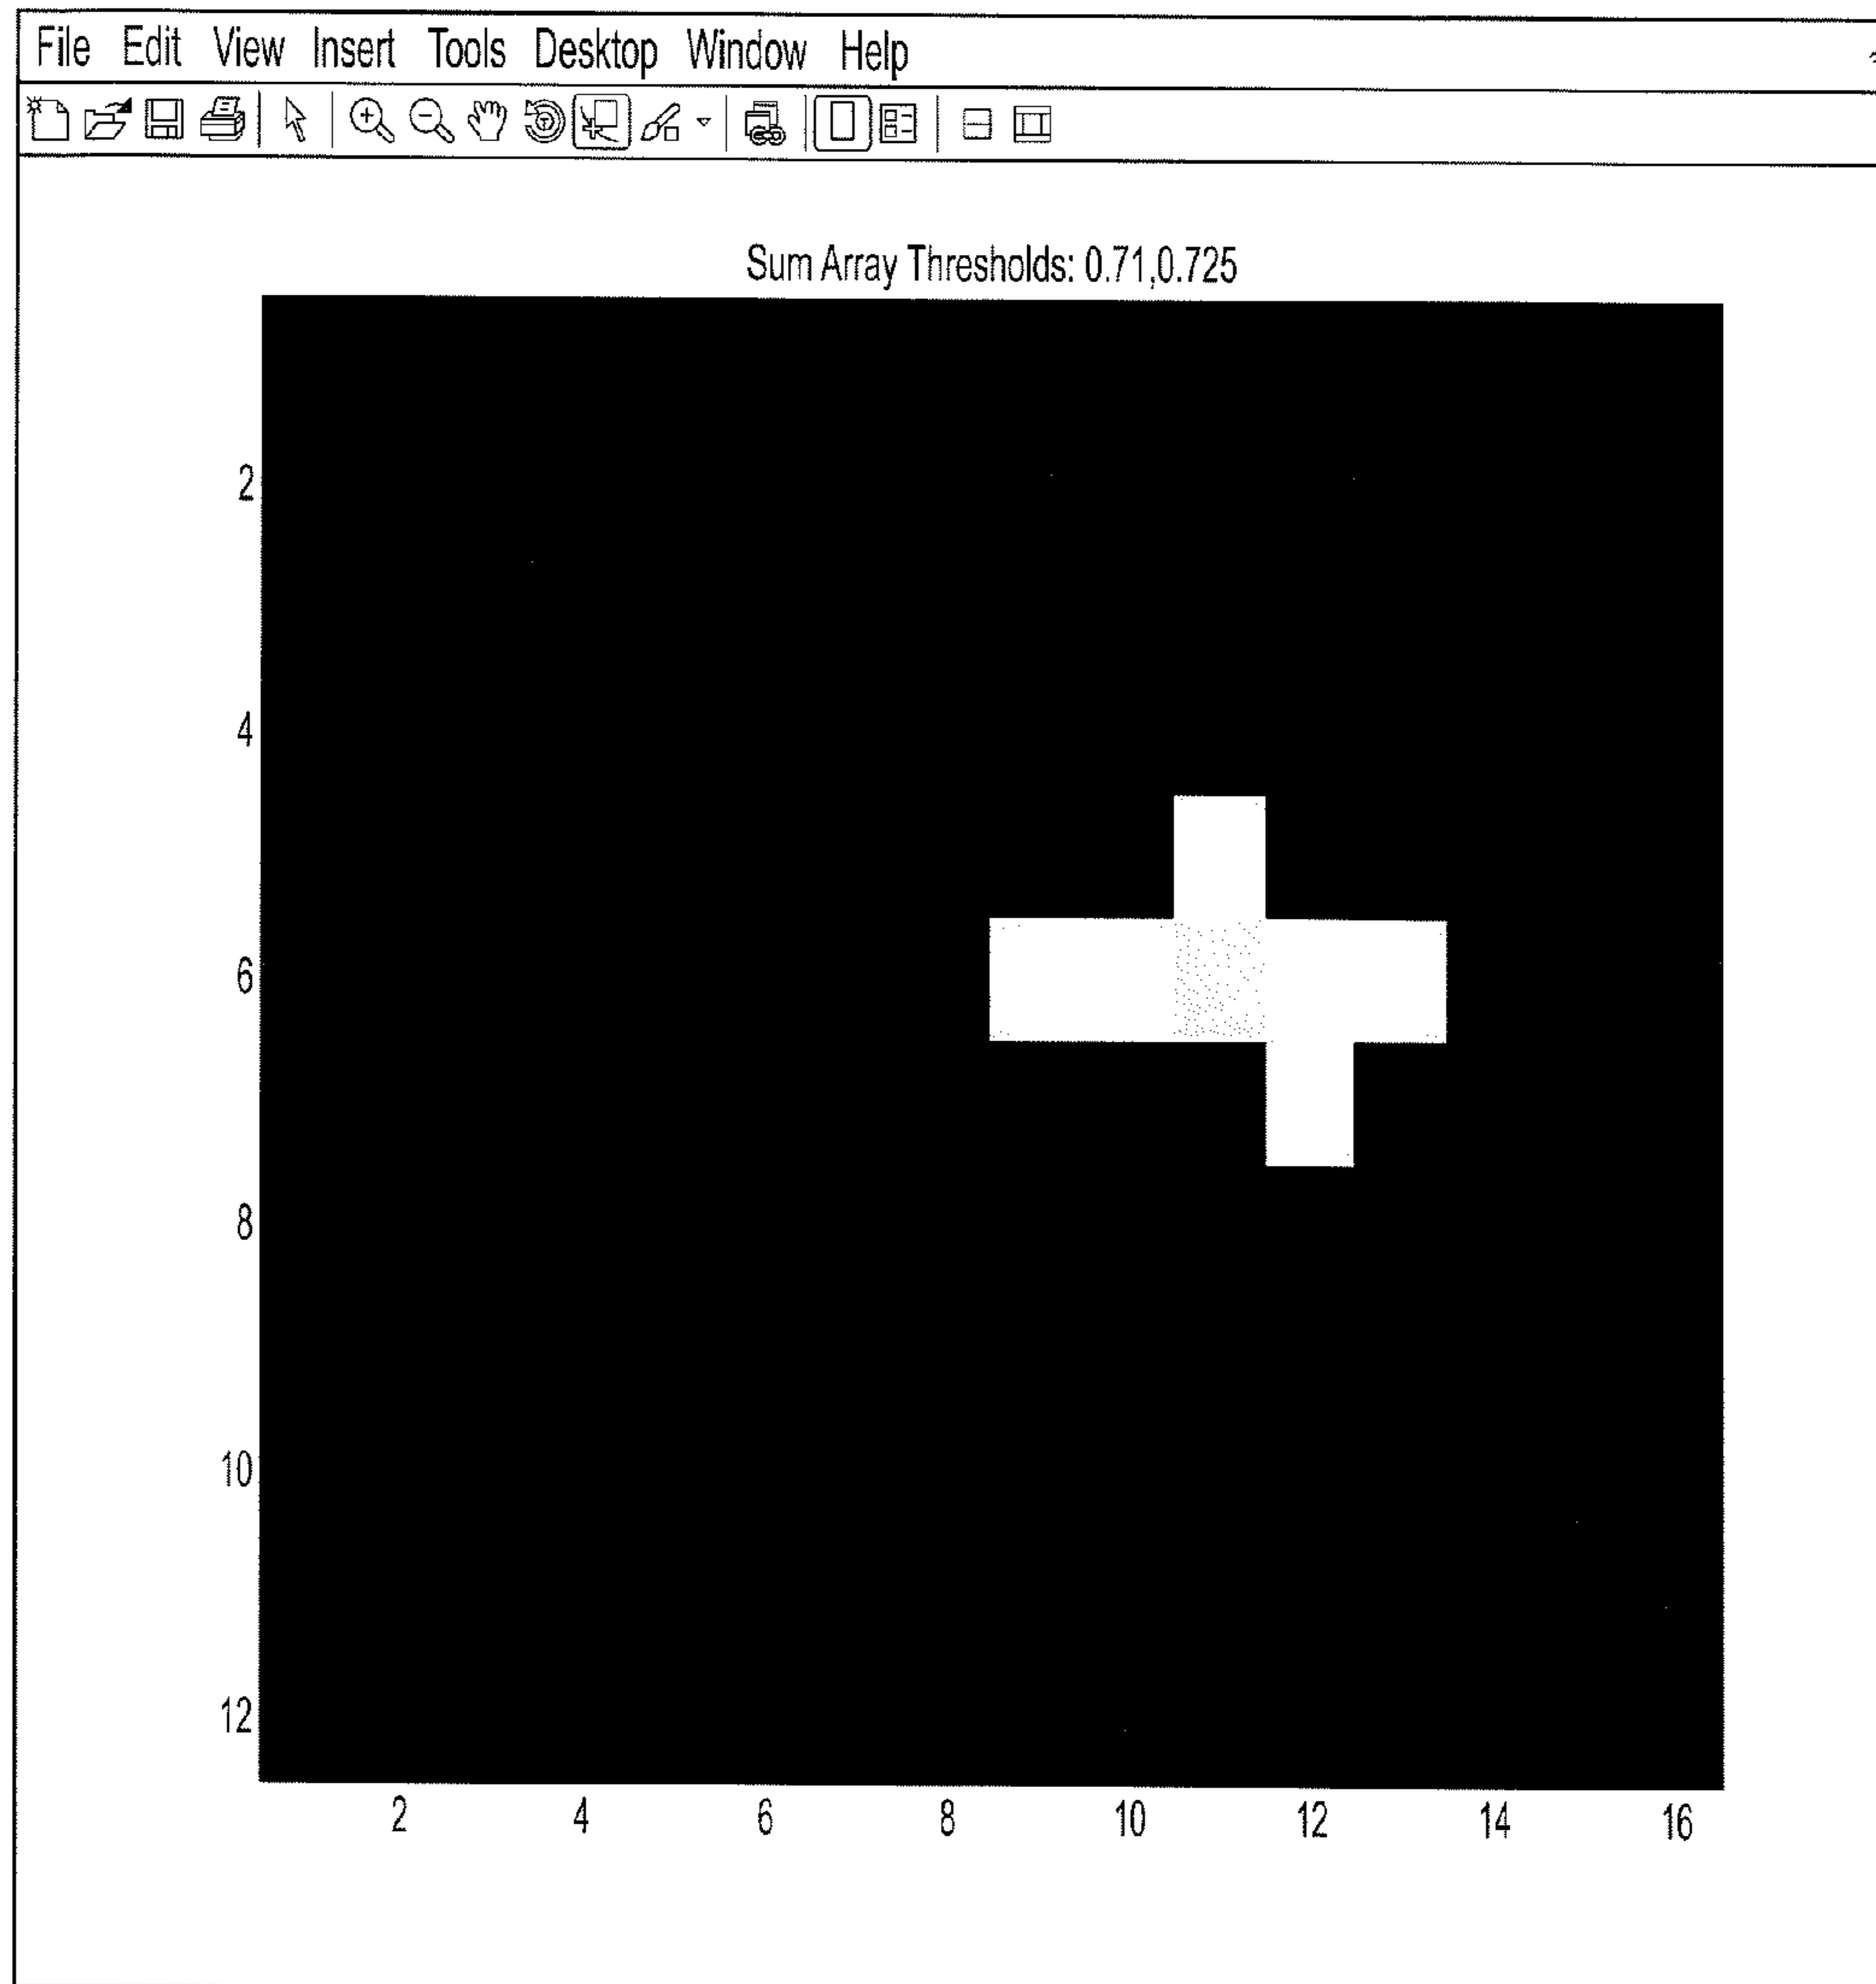 File Edit View Insert Tools Desktop Window Help
Sum Array Thresholds: 0.71,0.725
2
4
6
8
10
12
2 4 6 8 10 12 14 16